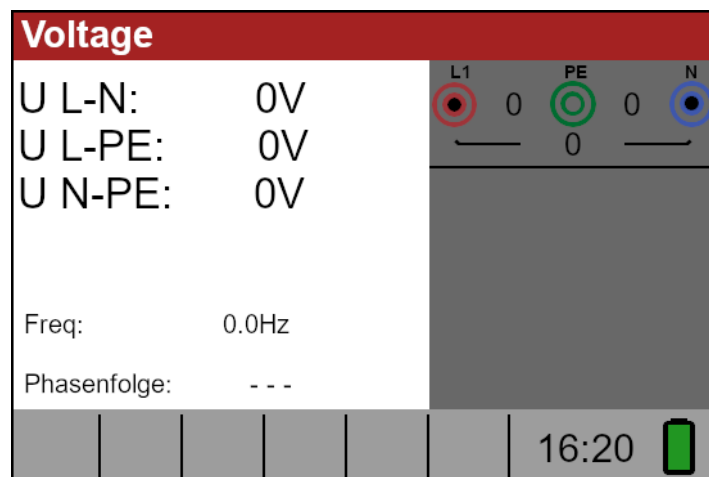 Voltage
U L-N: 0V
U L-PE: 0V
U N-PE: 0V
Freq: 0.0Hz
Phasenfolge: - - -
L1 PE N
0 0
0
16:20